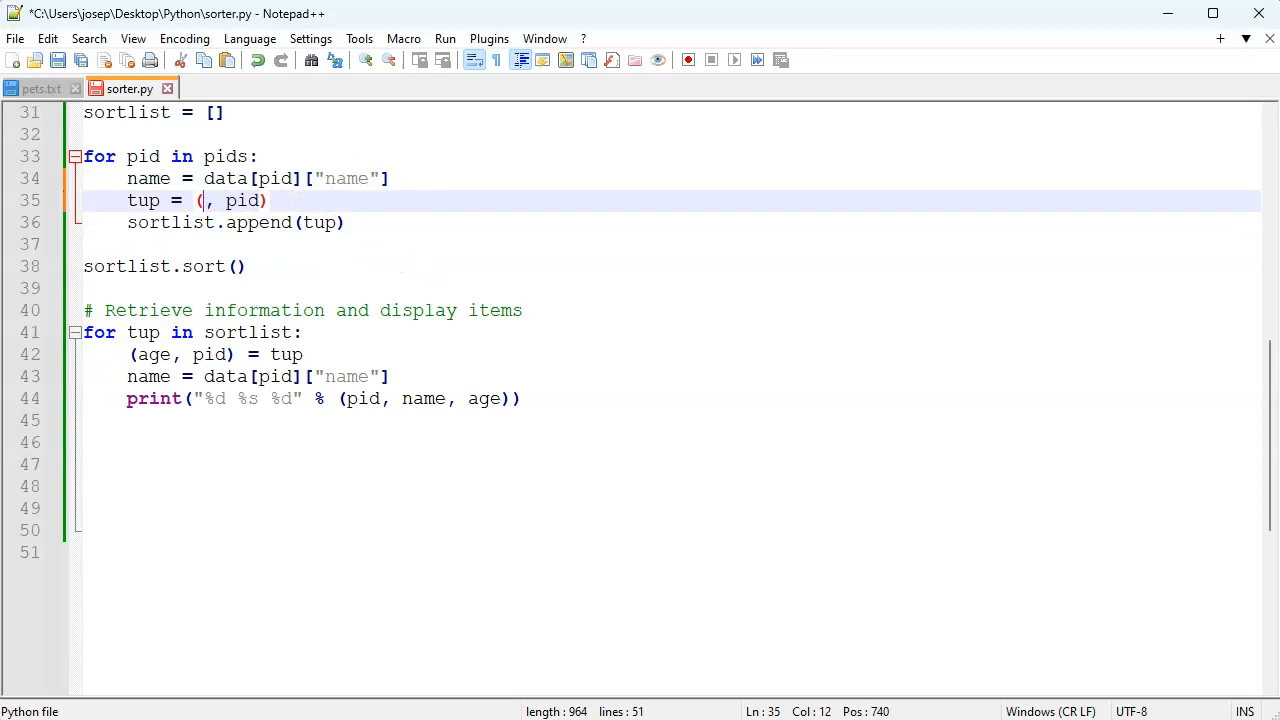 *C:\Users\josep\Desktop\Python\sorter.py - Notepad++
File Edit Search View Encoding Language Settings Tools Macro Run Plugins Window ?
pets.txt sorter.py
31 sortlist = []
32
33 for pid in pids:
34     name = data[pid]["name"]
35     tup = (, pid)
36     sortlist.append(tup)
37
38 sortlist.sort()
39
40 # Retrieve information and display items
41 for tup in sortlist:
42     (age, pid) = tup
43     name = data[pid]["name"]
44     print("%d %s %d" % (pid, name, age))
45
46
47
48
49
50
51
Python file length : 964 lines : 51 Ln : 35 Col : 12 Pos : 740 Windows (CR LF) UTF-8 INS